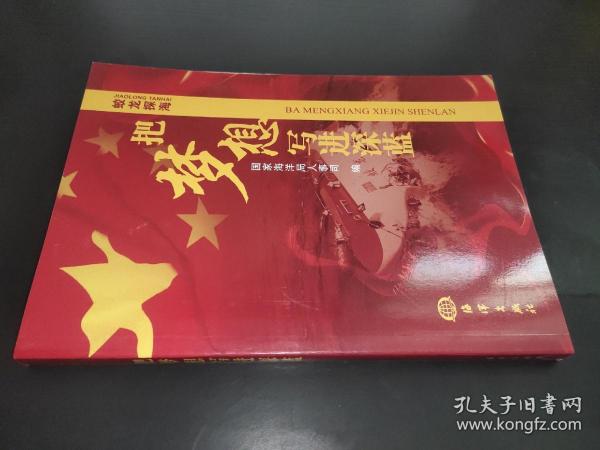 JIAOLONG TANHAI
蛟龙探海
BA MENGXIANG XIEJIN SHENLAN
把梦想写进深蓝
国家海洋局人事司 编
海洋出版社
孔夫子旧书网
www.kongfz.com